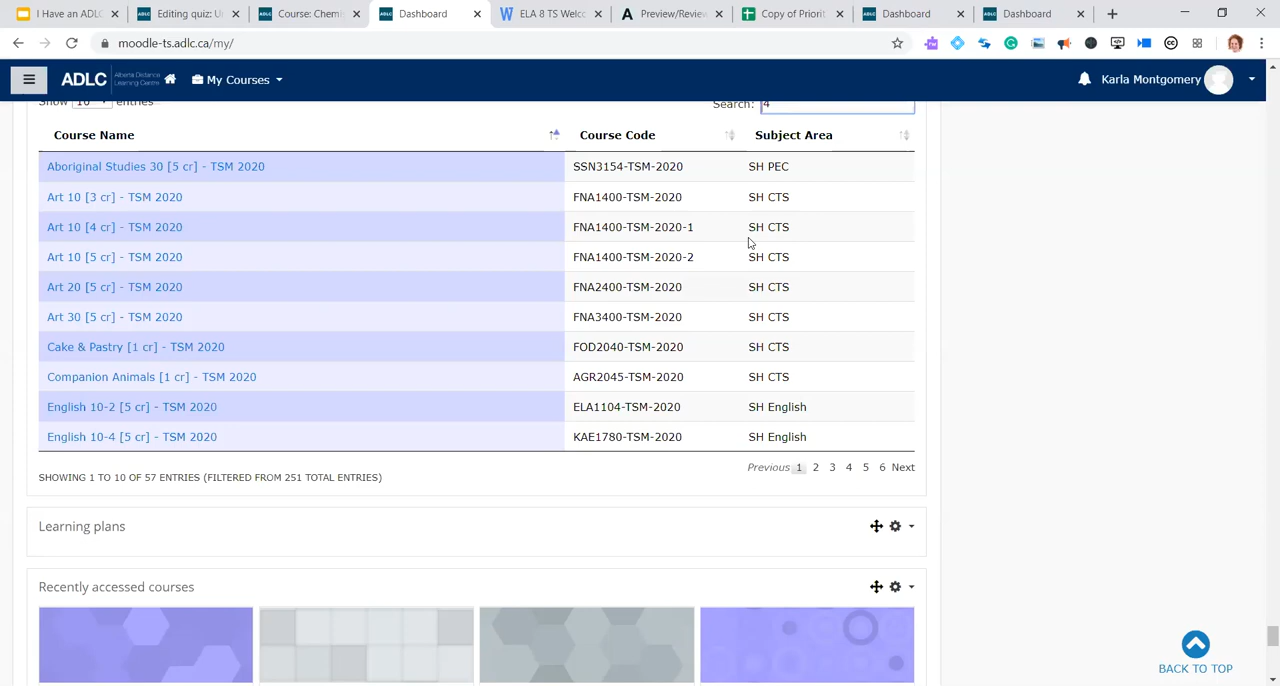 I Have an ADLC
Editing quiz: U
Course: Chemi
Dashboard
ELA 8 TS Welc
Preview/Review
Copy of Priorit
Dashboard
Dashboard
moodle-ts.adlc.ca/my/
ADLC Alberta Distance Learning Centre My Courses Karla Montgomery
Show 10 entries Search: 4
Course Name Course Code Subject Area
Aboriginal Studies 30 [5 cr] - TSM 2020 SSN3154-TSM-2020 SH PEC
Art 10 [3 cr] - TSM 2020 FNA1400-TSM-2020 SH CTS
Art 10 [4 cr] - TSM 2020 FNA1400-TSM-2020-1 SH CTS
Art 10 [5 cr] - TSM 2020 FNA1400-TSM-2020-2 SH CTS
Art 20 [5 cr] - TSM 2020 FNA2400-TSM-2020 SH CTS
Art 30 [5 cr] - TSM 2020 FNA3400-TSM-2020 SH CTS
Cake & Pastry [1 cr] - TSM 2020 FOD2040-TSM-2020 SH CTS
Companion Animals [1 cr] - TSM 2020 AGR2045-TSM-2020 SH CTS
English 10-2 [5 cr] - TSM 2020 ELA1104-TSM-2020 SH English
English 10-4 [5 cr] - TSM 2020 KAE1780-TSM-2020 SH English
Previous 1 2 3 4 5 6 Next
SHOWING 1 TO 10 OF 57 ENTRIES (FILTERED FROM 251 TOTAL ENTRIES)
Learning plans
Recently accessed courses
BACK TO TOP